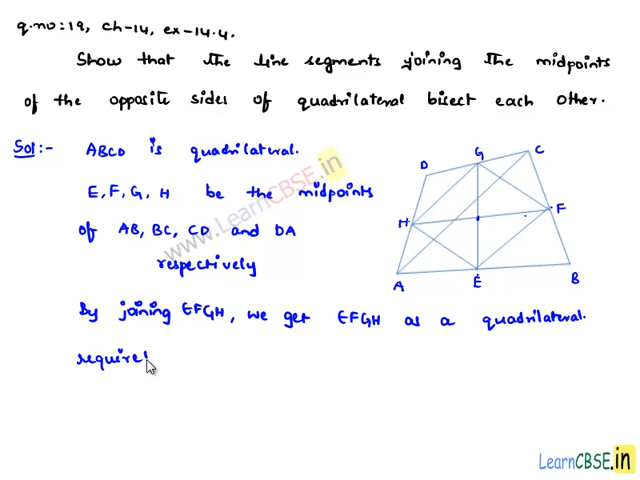 q.no:19, ch-14, ex-14.4.
Show that the line segments joining the midpoints
of the opposite sides of quadrilateral bisect each other.
Sol:- ABCD is quadrilateral.
E, F, G, H be the midpoints
of AB, BC, CD and DA
respectively
By joining EFGH, we get EFGH as a quadrilateral.
require
G C
D
H F
A E B
www.LearnCBSE.in
LearnCBSE.in